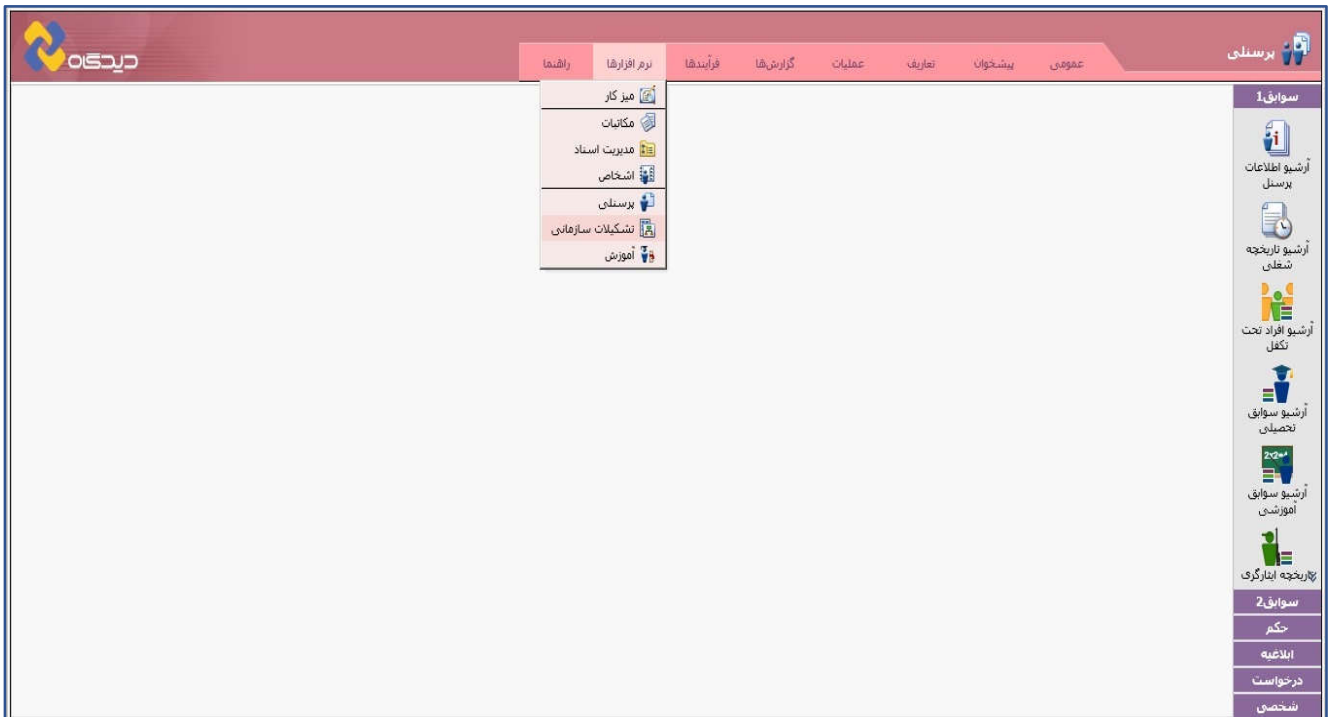 پرسنلی
عمومی
پیشخوان
تعاریف
عملیات
گزارش‌ها
فرآیندها
نرم افزارها
راهنما
دیدگاه
میز کار
مکاتبات
مدیریت اسناد
اشخاص
پرسنلی
تشکیلات سازمانی
آموزش
سوابق1
آرشیو اطلاعات
پرسنل
آرشیو تاریخچه
شغلی
آرشیو افراد تحت
تکفل
آرشیو سوابق
تحصیلی
2x2=4
آرشیو سوابق
آموزشی
تاریخچه ایثارگری
سوابق2
حکم
ابلاغیه
درخواست
شخصی